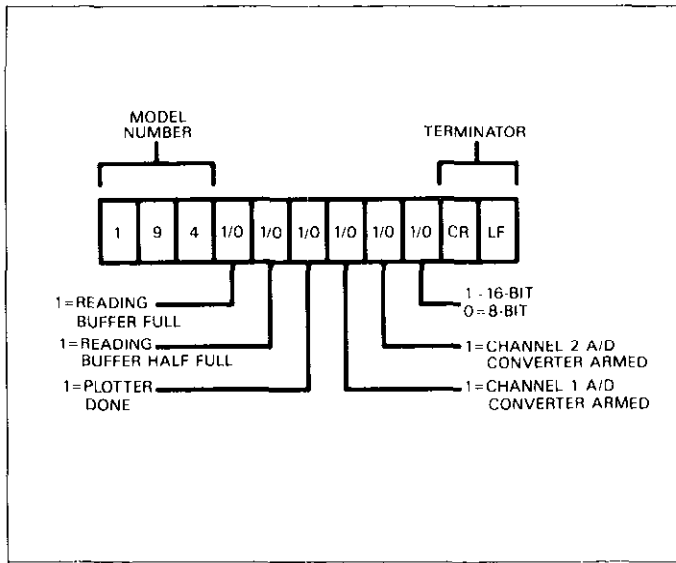 MODEL
NUMBER
TERMINATOR
1 9 4 1/0 1/0 1/0 1/0 1/0 1/0 CR LF
1=READING
BUFFER FULL
1=READING
BUFFER HALF FULL
1=PLOTTER
DONE
1-16-BIT
0=8-BIT
1=CHANNEL 2 A/D
CONVERTER ARMED
1=CHANNEL 1 A/D
CONVERTER ARMED